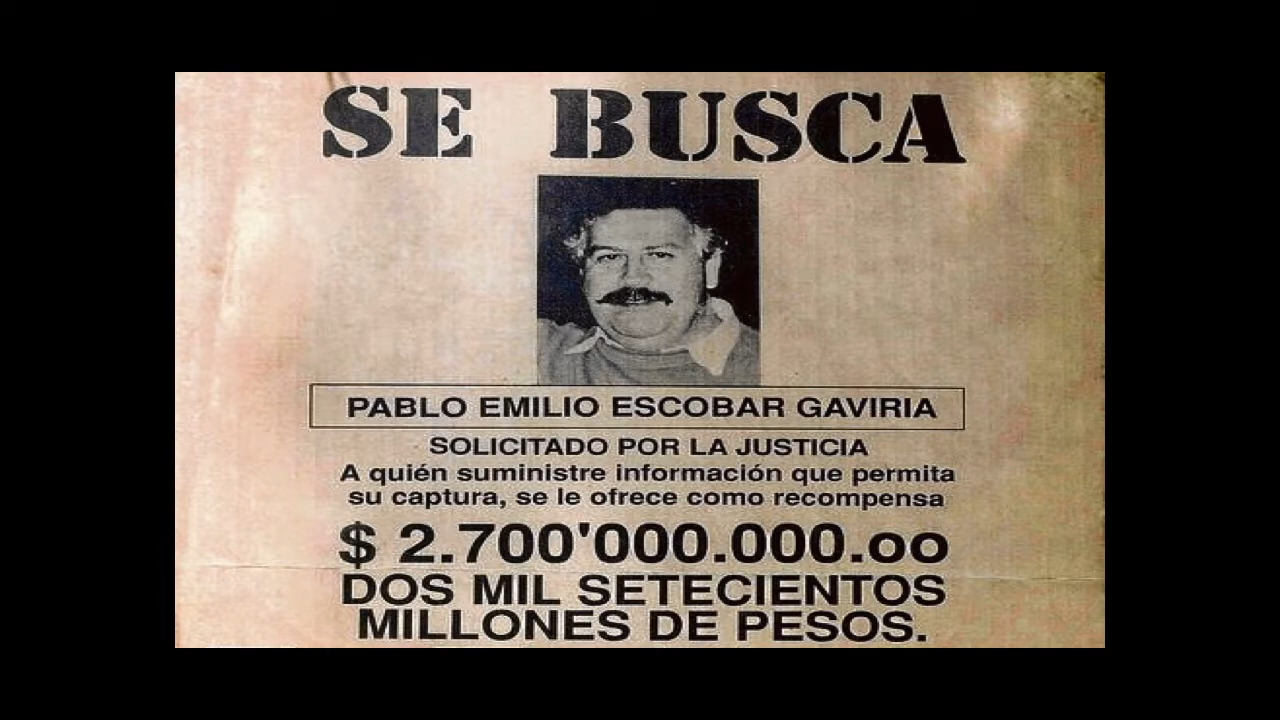 SE BUSCA
PABLO EMILIO ESCOBAR GAVIRIA
SOLICITADO POR LA JUSTICIA
A quién suministre información que permita
su captura, se le ofrece como recompensa
$ 2.700'000.000.oo
DOS MIL SETECIENTOS
MILLONES DE PESOS.